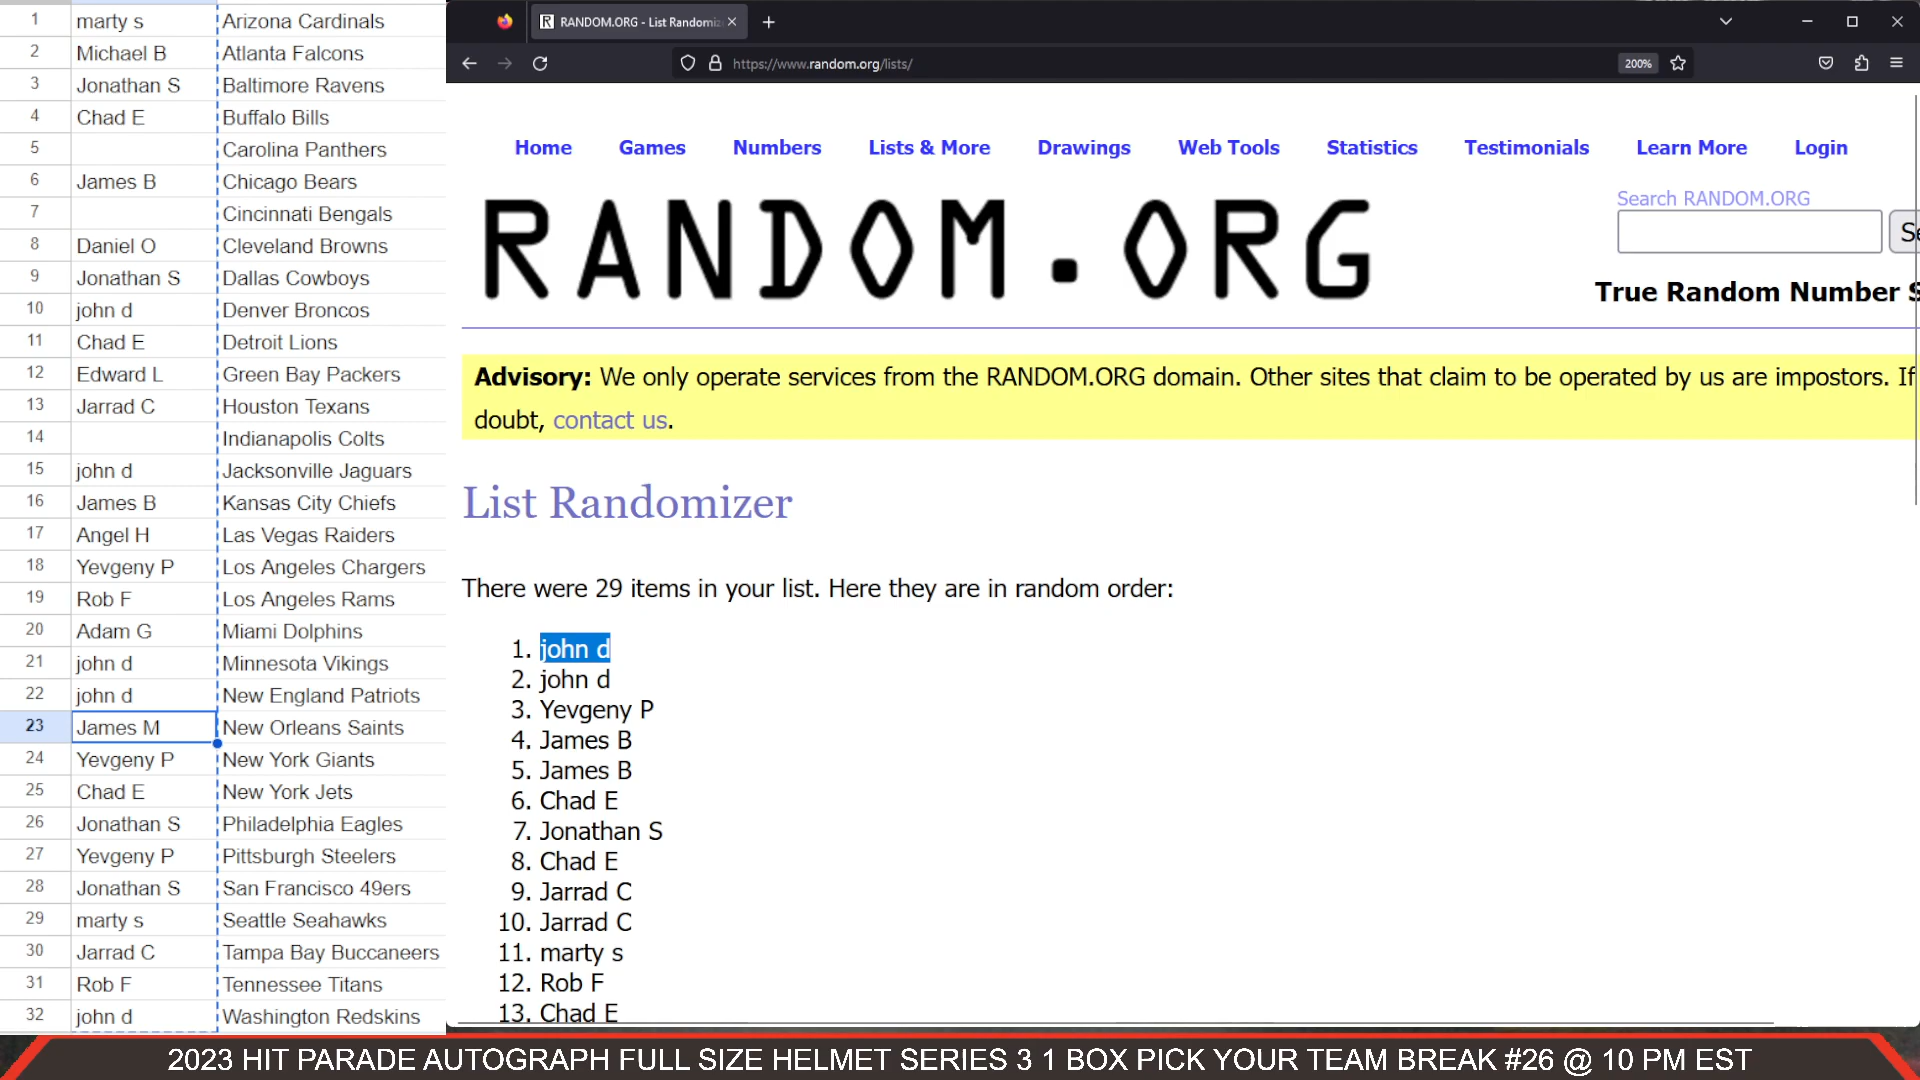 1 marty s Arizona Cardinals
2 Michael B Atlanta Falcons
3 Jonathan S Baltimore Ravens
4 Chad E Buffalo Bills
5 Carolina Panthers
6 James B Chicago Bears
7 Cincinnati Bengals
8 Daniel O Cleveland Browns
9 Jonathan S Dallas Cowboys
10 john d Denver Broncos
11 Chad E Detroit Lions
12 Edward L Green Bay Packers
13 Jarrad C Houston Texans
14 Indianapolis Colts
15 john d Jacksonville Jaguars
16 James B Kansas City Chiefs
17 Angel H Las Vegas Raiders
18 Yevgeny P Los Angeles Chargers
19 Rob F Los Angeles Rams
20 Adam G Miami Dolphins
21 john d Minnesota Vikings
22 john d New England Patriots
23 James M New Orleans Saints
24 Yevgeny P New York Giants
25 Chad E New York Jets
26 Jonathan S Philadelphia Eagles
27 Yevgeny P Pittsburgh Steelers
28 Jonathan S San Francisco 49ers
29 marty s Seattle Seahawks
30 Jarrad C Tampa Bay Buccaneers
31 Rob F Tennessee Titans
32 john d Washington Redskins
R RANDOM.ORG - List Randomiz
https://www.random.org/lists/ 200%
Home Games Numbers Lists & More Drawings Web Tools Statistics Testimonials Learn More Login
RANDOM.ORG
Search RANDOM.ORG
Se
True Random Number S
Advisory: We only operate services from the RANDOM.ORG domain. Other sites that claim to be operated by us are impostors. If
doubt, contact us.
List Randomizer
There were 29 items in your list. Here they are in random order:
1. john d
2. john d
3. Yevgeny P
4. James B
5. James B
6. Chad E
7. Jonathan S
8. Chad E
9. Jarrad C
10. Jarrad C
11. marty s
12. Rob F
13. Chad E
2023 HIT PARADE AUTOGRAPH FULL SIZE HELMET SERIES 3 1 BOX PICK YOUR TEAM BREAK #26 @ 10 PM EST